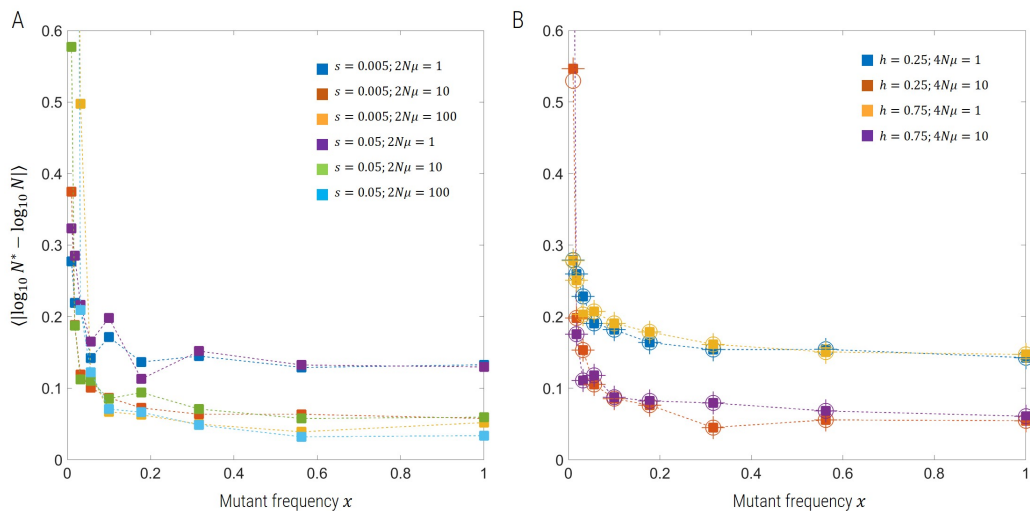 A
B
⟨|log₁₀ N* − log₁₀ N|⟩
0.6
0.5
0.4
0.3
0.2
0.1
0
0
0.2
0.4
0.6
0.8
1
Mutant frequency x
s = 0.005; 2Nμ = 1
s = 0.005; 2Nμ = 10
s = 0.005; 2Nμ = 100
s = 0.05; 2Nμ = 1
s = 0.05; 2Nμ = 10
s = 0.05; 2Nμ = 100
0.6
0.5
0.4
0.3
0.2
0.1
0
0
0.2
0.4
0.6
0.8
1
Mutant frequency x
h = 0.25; 4Nμ = 1
h = 0.25; 4Nμ = 10
h = 0.75; 4Nμ = 1
h = 0.75; 4Nμ = 10